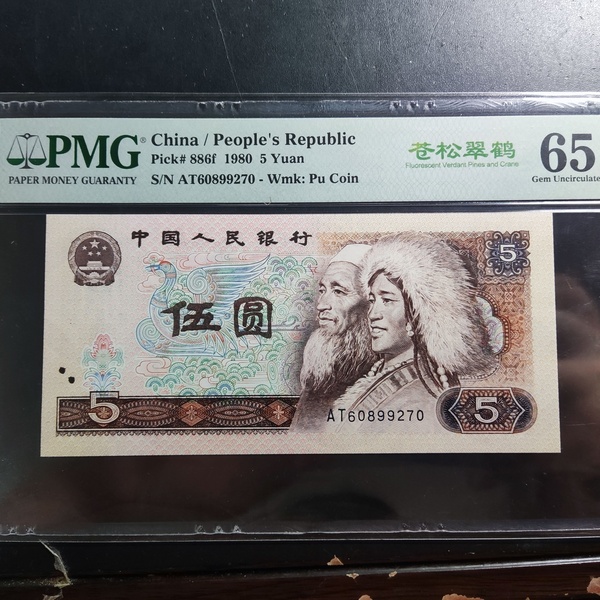 PMG® China / People's Republic
Pick# 886f 1980 5 Yuan
PAPER MONEY GUARANTY S/N AT60899270 - Wmk: Pu Coin
苍松翠鹤
Fluorescent Verdant Pines and Crane
65
Gem Uncirculate
中国人民银行
5
伍圆
AT60899270
5
5